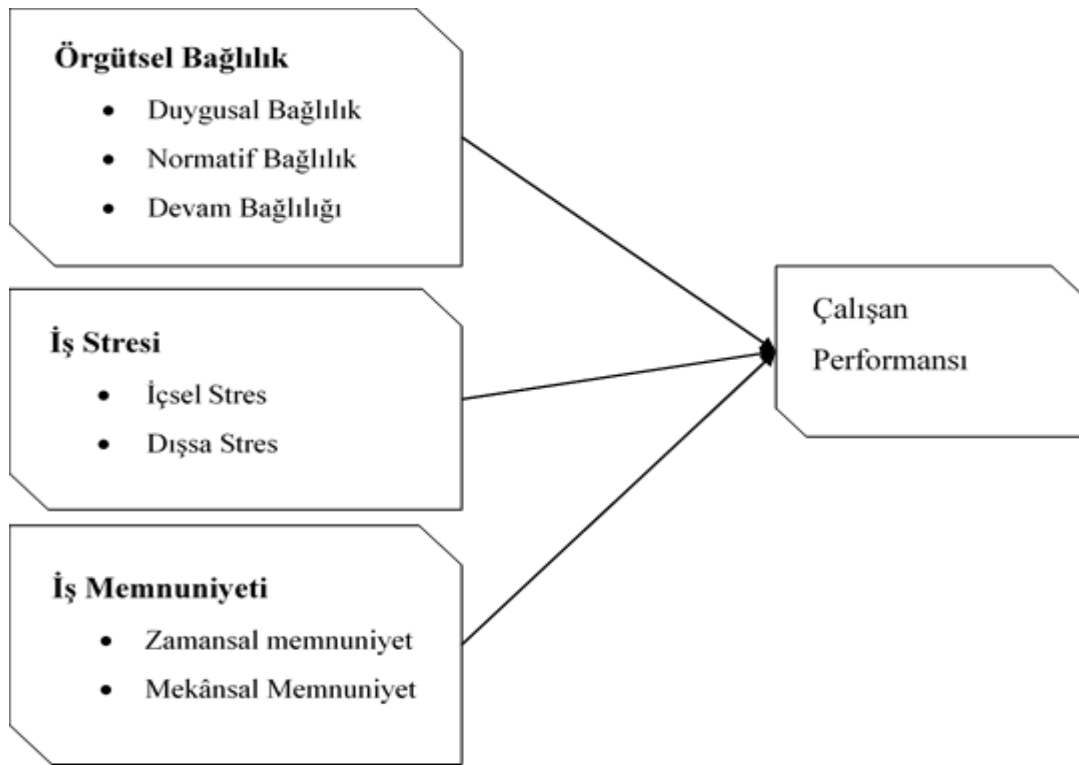 Örgütsel Bağlılık
• Duygusal Bağlılık
• Normatif Bağlılık
• Devam Bağlılığı
İş Stresi
• İçsel Stres
• Dışsa Stres
İş Memnuniyeti
• Zamansal memnuniyet
• Mekânsal Memnuniyet
Çalışan
Performansı